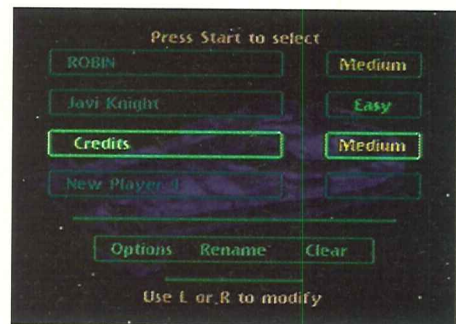 Press Start to select
ROBIN Medium
Javi Knight Easy
Credits Medium
New Player 4
Options Rename Clear
Use L or R to modify